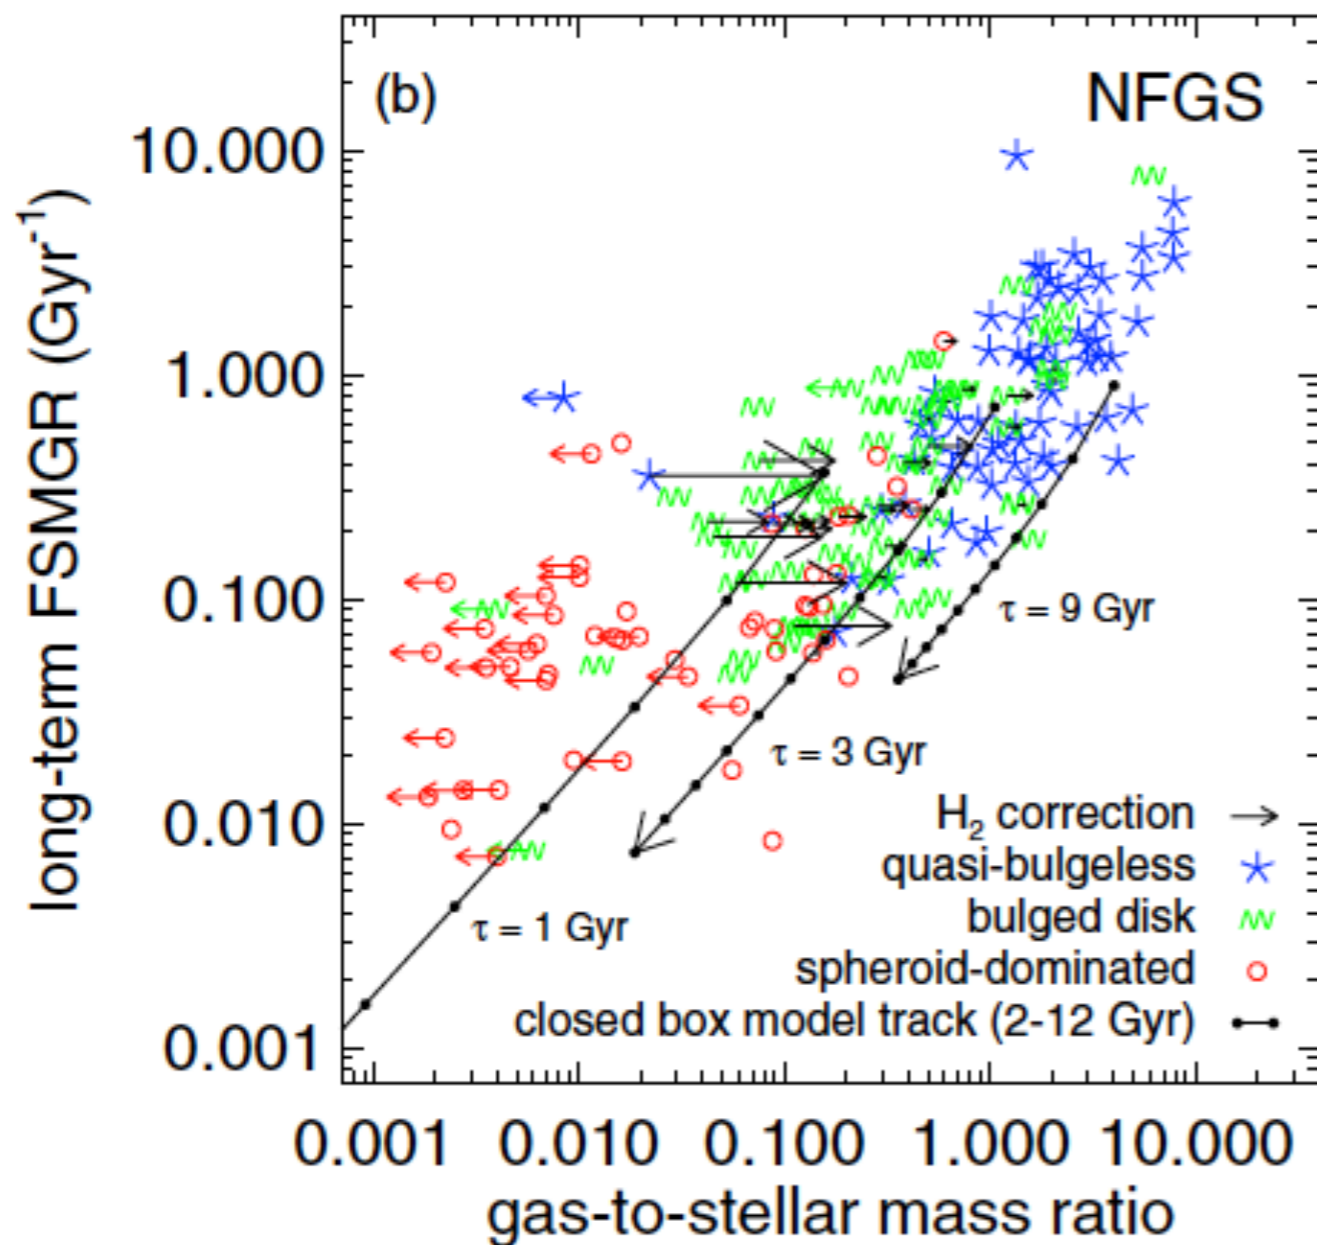 (b)
NFGS
10.000
1.000
0.100
0.010
0.001
long-term FSMGR (Gyr⁻¹)
τ = 9 Gyr
τ = 3 Gyr
τ = 1 Gyr
H₂ correction
quasi-bulgeless
bulged disk
spheroid-dominated
closed box model track (2-12 Gyr)
0.001 0.010 0.100 1.000 10.000
gas-to-stellar mass ratio